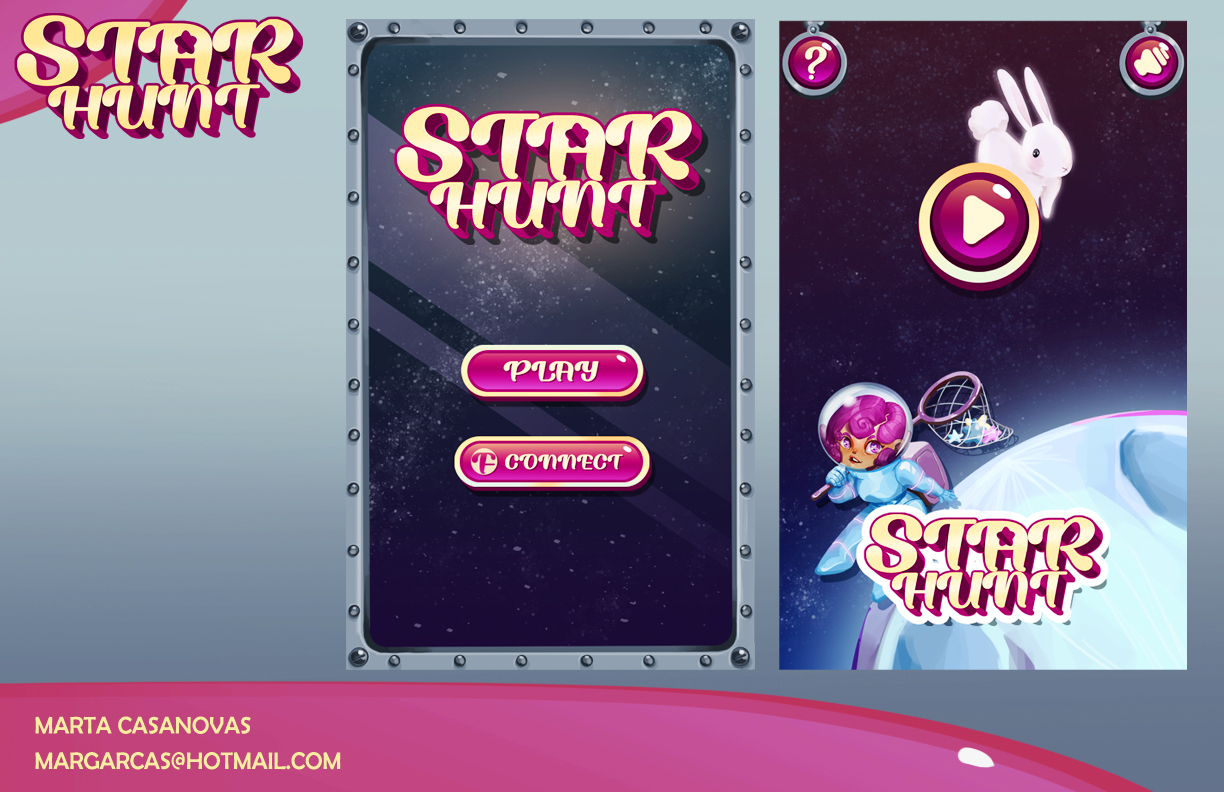 STAR
HUNT
STAR
HUNT
PLAY
CONNECT
?
STAR
HUNT
MARTA CASANOVAS
MARGARCAS@HOTMAIL.COM